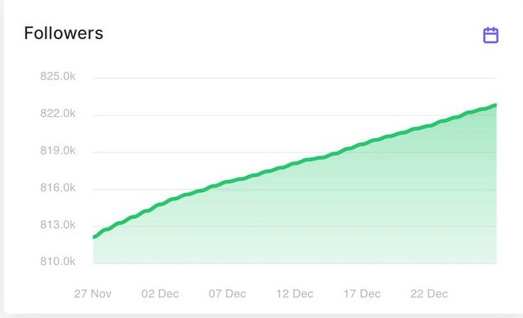 Followers
825.0k
822.0k
819.0k
816.0k
813.0k
810.0k
27 Nov 02 Dec 07 Dec 12 Dec 17 Dec 22 Dec